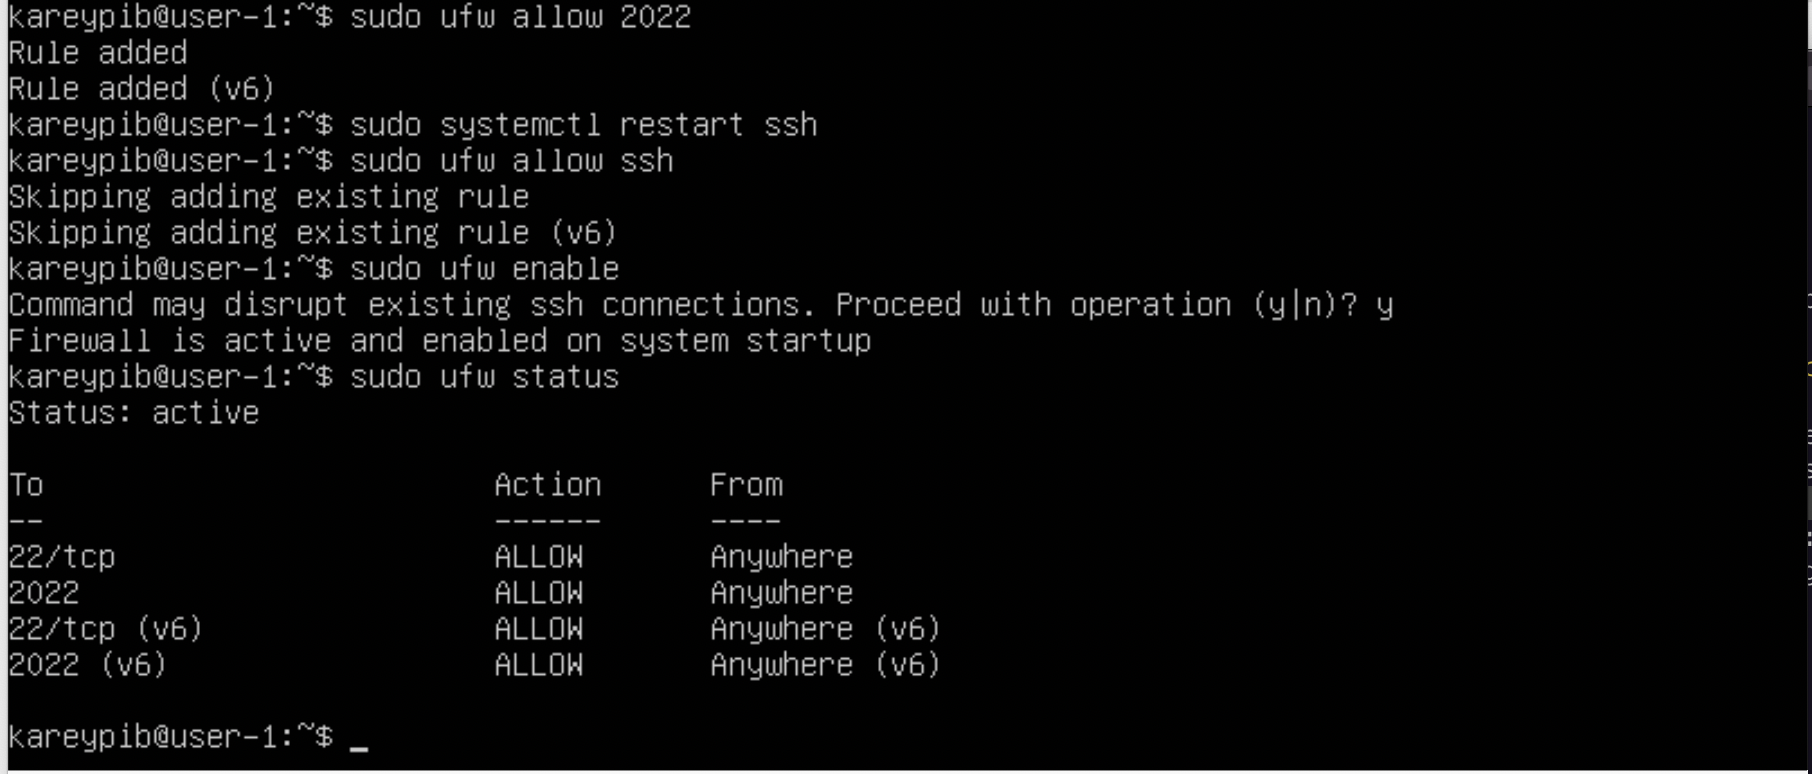 kareypib@user-1:~$ sudo ufw allow 2022
Rule added
Rule added (v6)
kareypib@user-1:~$ sudo systemctl restart ssh
kareypib@user-1:~$ sudo ufw allow ssh
Skipping adding existing rule
Skipping adding existing rule (v6)
kareypib@user-1:~$ sudo ufw enable
Command may disrupt existing ssh connections. Proceed with operation (y|n)? y
Firewall is active and enabled on system startup
kareypib@user-1:~$ sudo ufw status
Status: active
To Action From
-- ------ ----
22/tcp ALLOW Anywhere
2022 ALLOW Anywhere
22/tcp (v6) ALLOW Anywhere (v6)
2022 (v6) ALLOW Anywhere (v6)
kareypib@user-1:~$ _